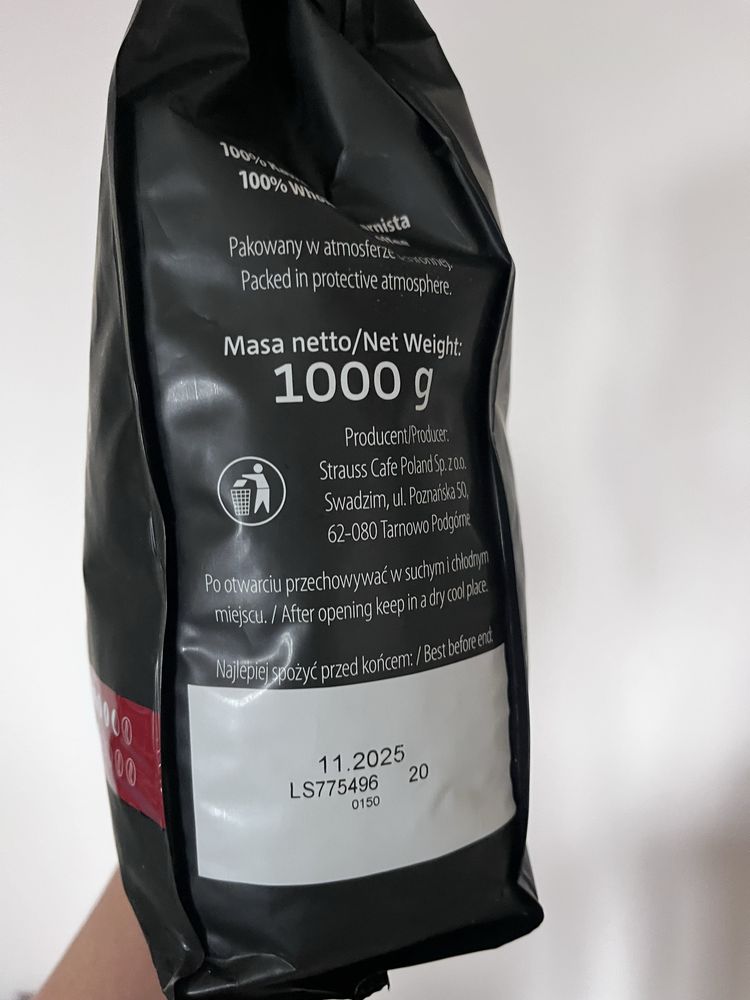 100%
100%
Pakowany w atmosferze
Packed in protective atmosphere.
Masa netto/Net Weight:
1000 g
Producent/Producer:
Strauss Cafe Poland Sp. z o.o.
Swadzim, ul. Poznańska 50,
62-080 Tarnowo Podgórne
Po otwarciu przechowywać w suchym i chłodnym
miejscu. / After opening keep in a dry cool place.
Najlepiej spożyć przed końcem: / Best before end:
11.2025
LS775496 20
0150